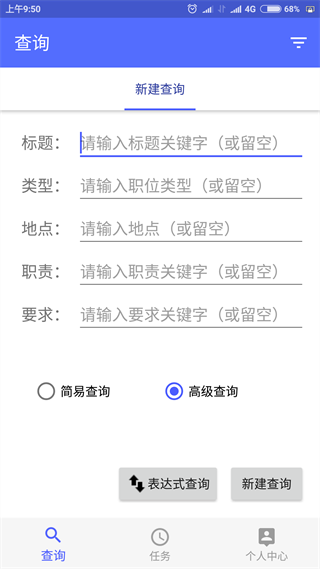 上午9:50
4G 68%
查询
新建查询
标题： 请输入标题关键字（或留空）
类型： 请输入职位类型（或留空）
地点： 请输入地点（或留空）
职责： 请输入职责关键字（或留空）
要求： 请输入要求关键字（或留空）
简易查询 高级查询
表达式查询 新建查询
查询 任务 个人中心